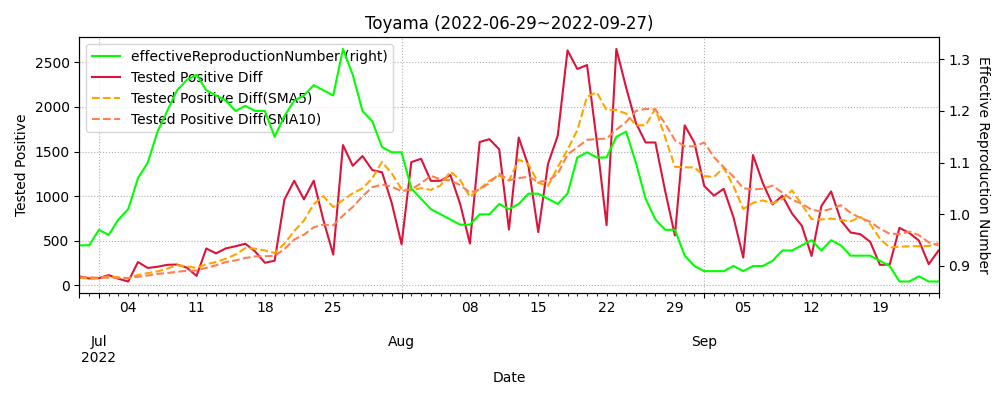 Toyama (2022-06-29~2022-09-27)
effectiveReproductionNumber (right)
Tested Positive Diff
Tested Positive Diff(SMA5)
Tested Positive Diff(SMA10)
Tested Positive
2500
2000
1500
1000
500
0
1.3
1.2
1.1
1.0
0.9
Effective Reproduction Number
04 11 18 25 08 15 22 29 05 12 19
Jul Aug Sep
2022
Date